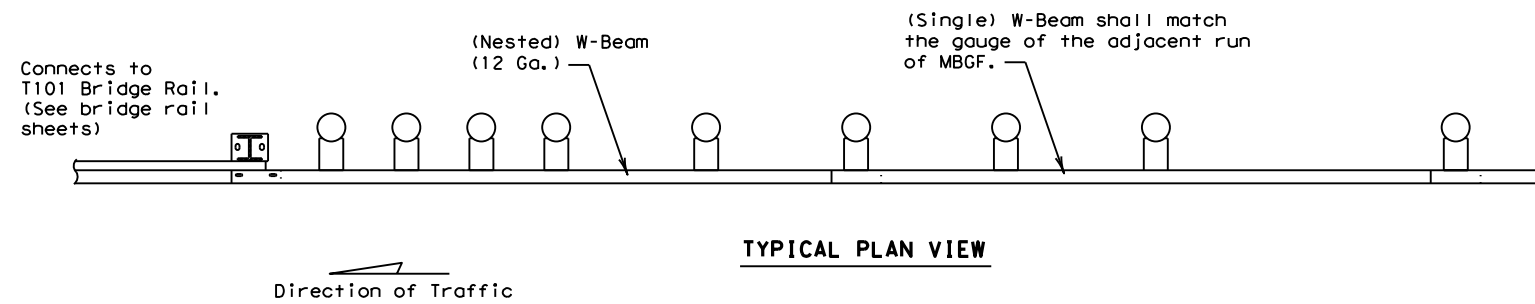 Connects to
T101 Bridge Rail.
(See bridge rail
sheets)
(Nested) W-Beam
(12 Ga.)
(Single) W-Beam shall match
the gauge of the adjacent run
of MBGF.
TYPICAL PLAN VIEW
Direction of Traffic